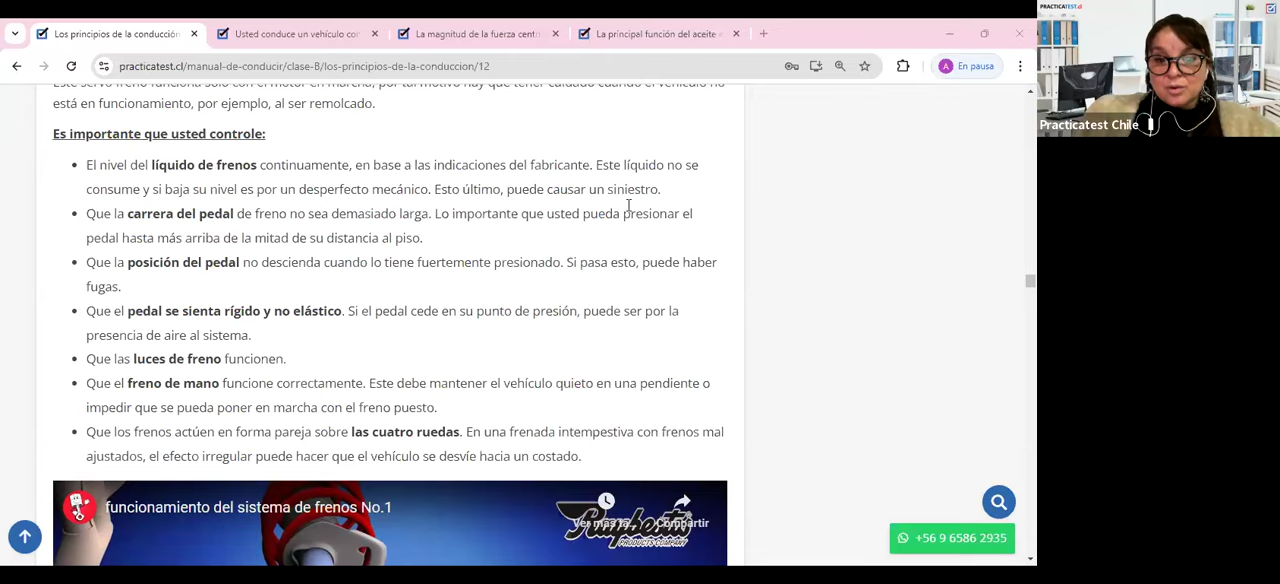 PRACTICATEST.cl
Los principios de la conducción
Usted conduce un vehículo con
La magnitud de la fuerza cent
La principal función del aceite
practicatest.cl/manual-de-conducir/clase-B/los-principios-de-la-conduccion/12
A
En pausa
Practicatest Chile
está en funcionamiento, por ejemplo, al ser remolcado.
Es importante que usted controle:
El nivel del líquido de frenos continuamente, en base a las indicaciones del fabricante. Este líquido no se
consume y si baja su nivel es por un desperfecto mecánico. Esto último, puede causar un siniestro.
Que la carrera del pedal de freno no sea demasiado larga. Lo importante que usted pueda presionar el
pedal hasta más arriba de la mitad de su distancia al piso.
Que la posición del pedal no descienda cuando lo tiene fuertemente presionado. Si pasa esto, puede haber
fugas.
Que el pedal se sienta rígido y no elástico. Si el pedal cede en su punto de presión, puede ser por la
presencia de aire al sistema.
Que las luces de freno funcionen.
Que el freno de mano funcione correctamente. Este debe mantener el vehículo quieto en una pendiente o
impedir que se pueda poner en marcha con el freno puesto.
Que los frenos actúen en forma pareja sobre las cuatro ruedas. En una frenada intempestiva con frenos mal
ajustados, el efecto irregular puede hacer que el vehículo se desvíe hacia un costado.
funcionamiento del sistema de frenos No.1
Ver más ta...
Compartir
PRODUCTS COMPANY
+56 9 6586 2935